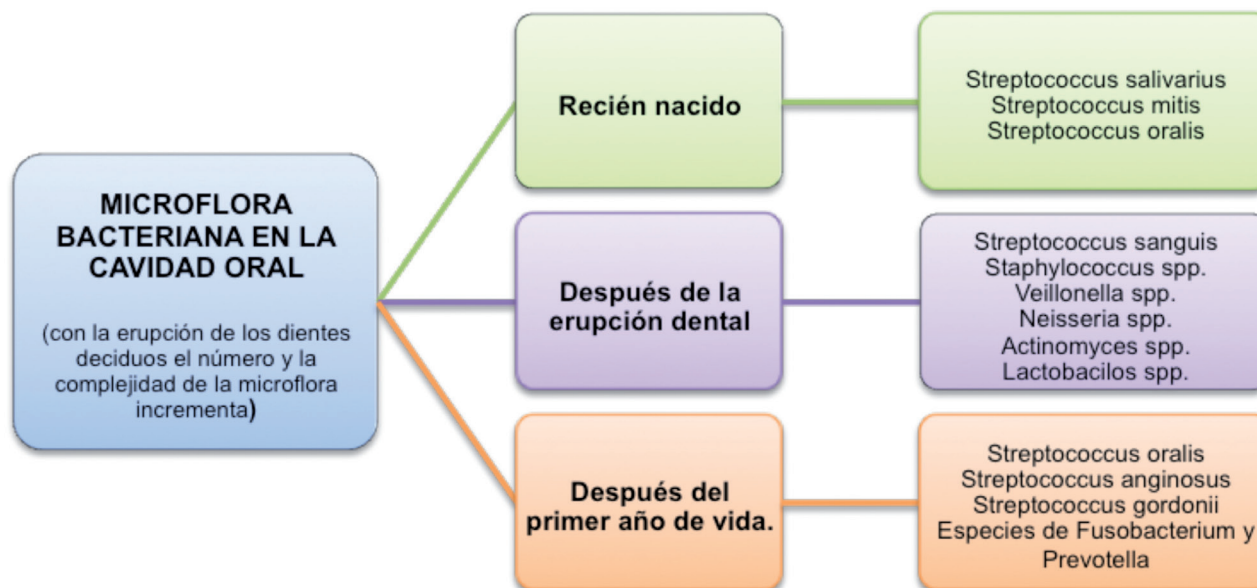 MICROFLORA
BACTERIANA EN LA
CAVIDAD ORAL
(con la erupción de los dientes
deciduos el número y la
complejidad de la microflora
incrementa)
Recién nacido
Streptococcus salivarius
Streptococcus mitis
Streptococcus oralis
Después de la
erupción dental
Streptococcus sanguis
Staphylococcus spp.
Veillonella spp.
Neisseria spp.
Actinomyces spp.
Lactobacilos spp.
Después del
primer año de vida.
Streptococcus oralis
Streptococcus anginosus
Streptococcus gordonii
Especies de Fusobacterium y
Prevotella